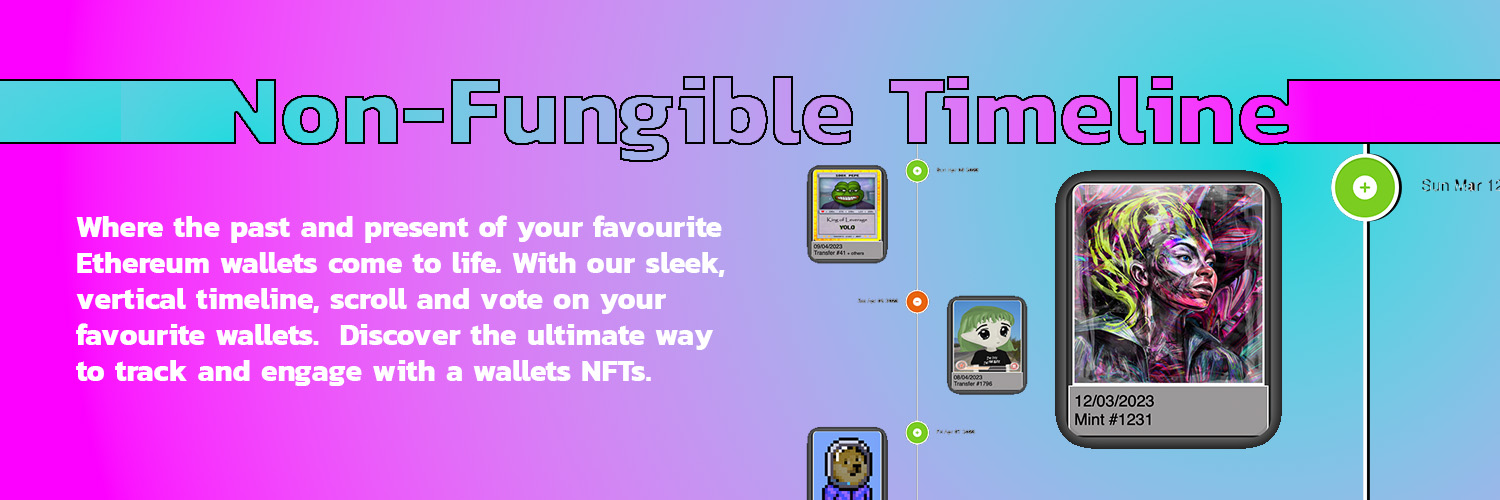 Non-Fungible Timeline
Where the past and present of your favourite
Ethereum wallets come to life. With our sleek,
vertical timeline, scroll and vote on your
favourite wallets.  Discover the ultimate way
to track and engage with a wallets NFTs.
King of Leverage
YOLO
09/04/2023
Transfer #41 + others
08/04/2023
Transfer #1796
12/03/2023
Mint #1231
Sun Mar 12